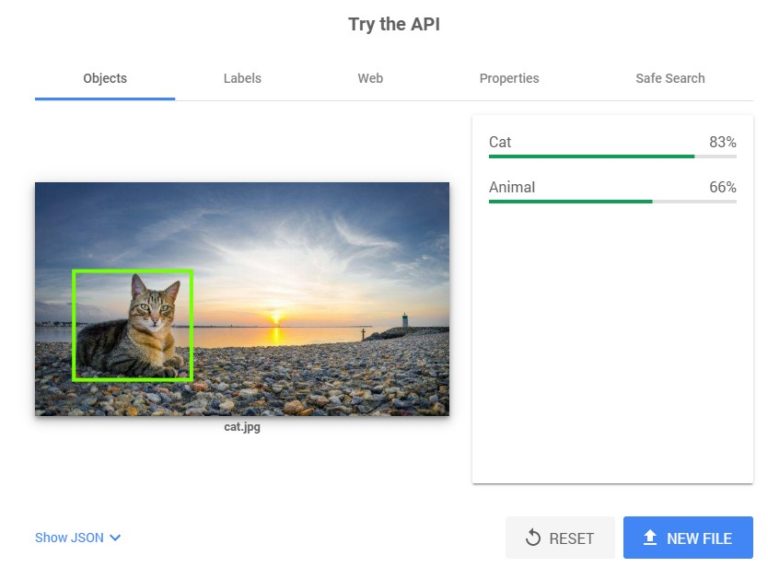 Try the API
Objects Labels Web Properties Safe Search
Cat 83%
Animal 66%
cat.jpg
Show JSON RESET NEW FILE